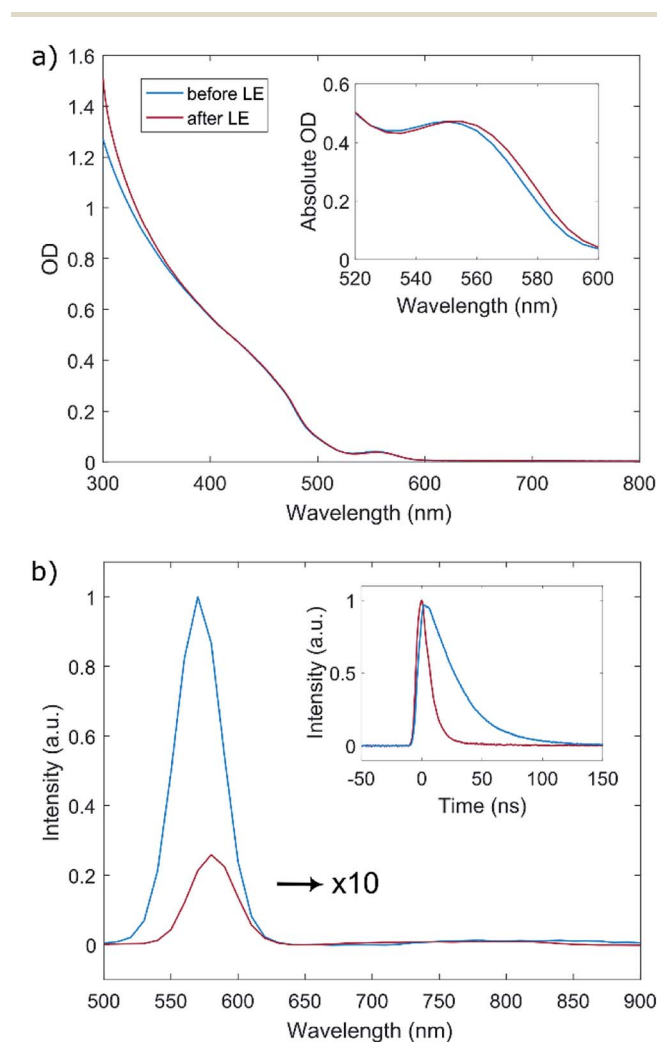 a)
1.6
1.4
1.2
1
0.8
0.6
0.4
0.2
0
OD
before LE
after LE
0.6
0.4
0.2
0
Absolute OD
520 540 560 580 600
Wavelength (nm)
300 400 500 600 700 800
Wavelength (nm)
b)
1
0.8
0.6
0.4
0.2
0
Intensity (a.u.)
1
0.5
0
Intensity (a.u.)
-50 0 50 100 150
Time (ns)
x10
500 550 600 650 700 750 800 850 900
Wavelength (nm)